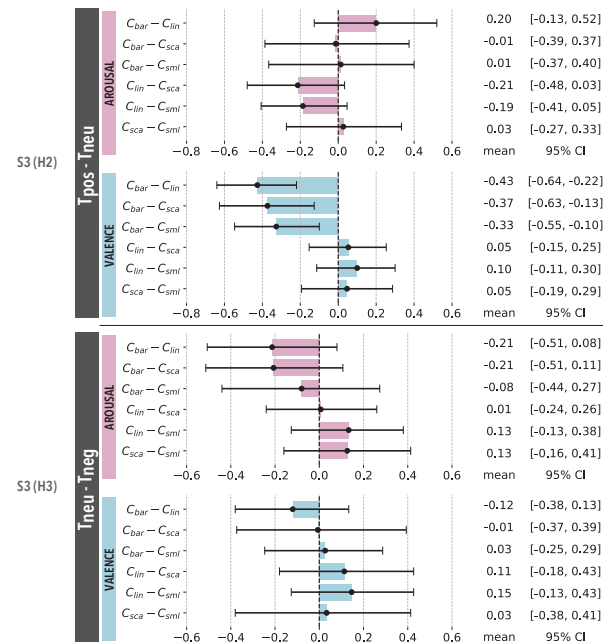 S3 (H2)
Tpos - Tneu
AROUSAL
C_bar − C_lin 0.20 [-0.13, 0.52]
C_bar − C_sca -0.01 [-0.39, 0.37]
C_bar − C_sml 0.01 [-0.37, 0.40]
C_lin − C_sca -0.21 [-0.48, 0.03]
C_lin − C_sml -0.19 [-0.41, 0.05]
C_sca − C_sml 0.03 [-0.27, 0.33]
−0.8 −0.6 −0.4 −0.2 0.0 0.2 0.4 0.6 mean 95% CI
VALENCE
C_bar − C_lin -0.43 [-0.64, -0.22]
C_bar − C_sca -0.37 [-0.63, -0.13]
C_bar − C_sml -0.33 [-0.55, -0.10]
C_lin − C_sca 0.05 [-0.15, 0.25]
C_lin − C_sml 0.10 [-0.11, 0.30]
C_sca − C_sml 0.05 [-0.19, 0.29]
−0.8 −0.6 −0.4 −0.2 0.0 0.2 0.4 0.6 mean 95% CI
S3 (H3)
Tneu - Tneg
AROUSAL
C_bar − C_lin -0.21 [-0.51, 0.08]
C_bar − C_sca -0.21 [-0.51, 0.11]
C_bar − C_sml -0.08 [-0.44, 0.27]
C_lin − C_sca 0.01 [-0.24, 0.26]
C_lin − C_sml 0.13 [-0.13, 0.38]
C_sca − C_sml 0.13 [-0.16, 0.41]
−0.6 −0.4 −0.2 0.0 0.2 0.4 0.6 mean 95% CI
VALENCE
C_bar − C_lin -0.12 [-0.38, 0.13]
C_bar − C_sca -0.01 [-0.37, 0.39]
C_bar − C_sml 0.03 [-0.25, 0.29]
C_lin − C_sca 0.11 [-0.18, 0.43]
C_lin − C_sml 0.15 [-0.13, 0.43]
C_sca − C_sml 0.03 [-0.38, 0.41]
−0.6 −0.4 −0.2 0.0 0.2 0.4 0.6 mean 95% CI